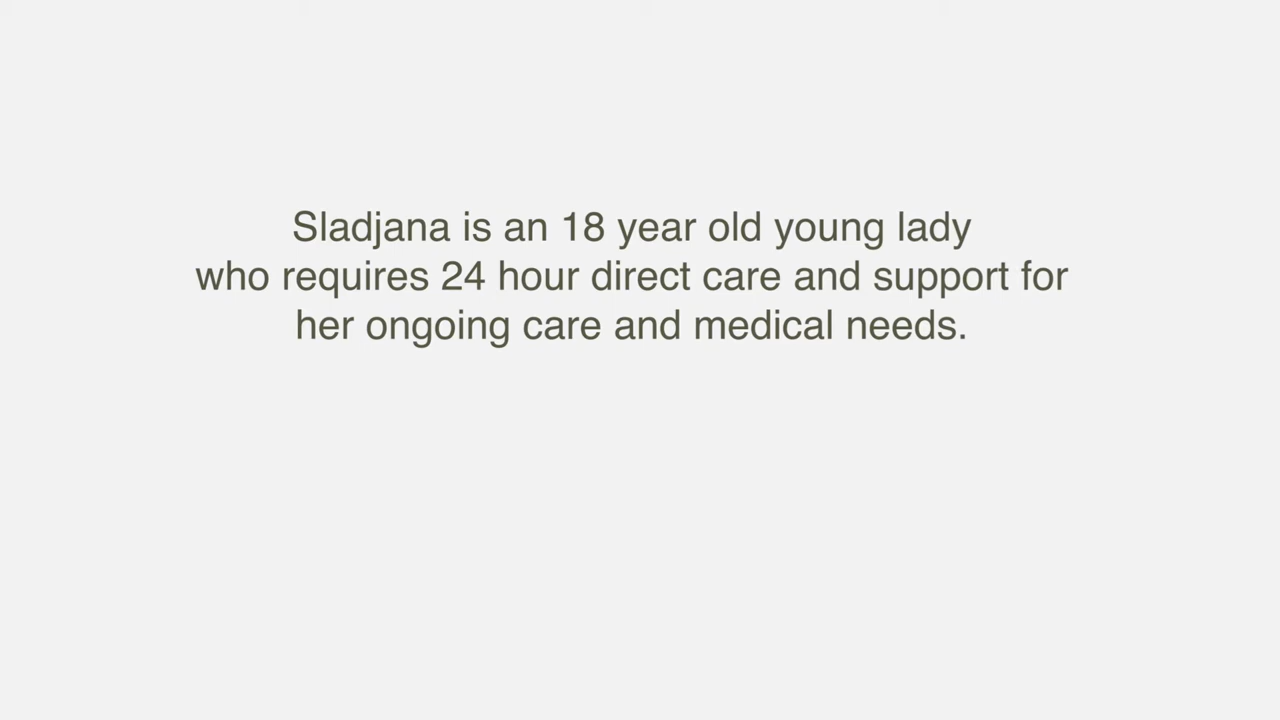 Sladjana is an 18 year old young lady
who requires 24 hour direct care and support for
her ongoing care and medical needs.